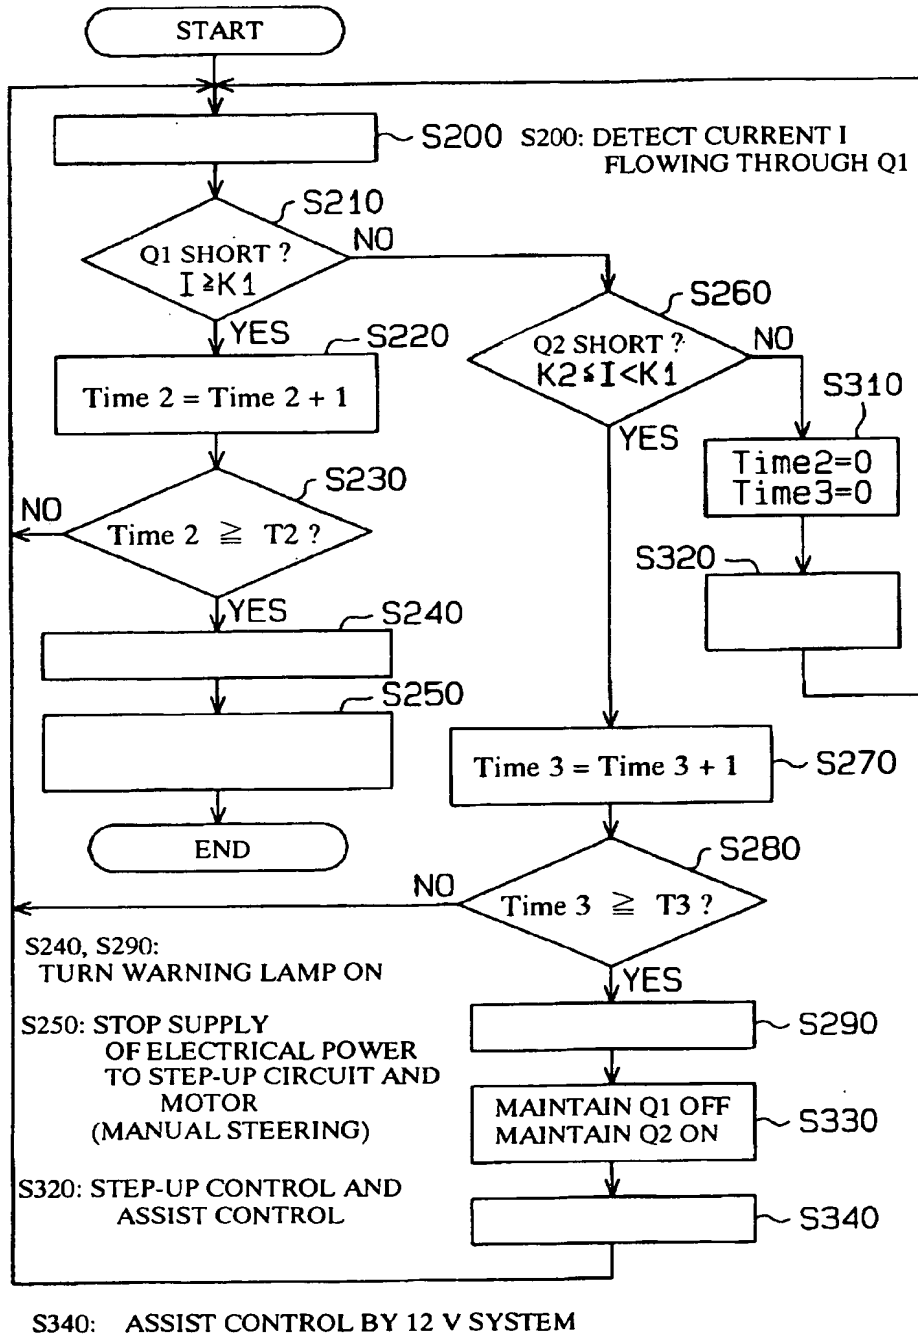 START
S200
S200: DETECT CURRENT I
FLOWING THROUGH Q1
S210
Q1 SHORT ?
I≧K1
NO
YES
S220
Time 2 = Time 2 + 1
S230
Time 2 ≧ T2 ?
NO
YES
S240
S250
END
S260
Q2 SHORT ?
K2≦I<K1
NO
YES
S310
Time2=0
Time3=0
S320
Time 3 = Time 3 + 1
S270
S280
Time 3 ≧ T3 ?
NO
YES
S290
MAINTAIN Q1 OFF
MAINTAIN Q2 ON
S330
S340
S240, S290:
TURN WARNING LAMP ON
S250: STOP SUPPLY
OF ELECTRICAL POWER
TO STEP-UP CIRCUIT AND
MOTOR
(MANUAL STEERING)
S320: STEP-UP CONTROL AND
ASSIST CONTROL
S340: ASSIST CONTROL BY 12 V SYSTEM